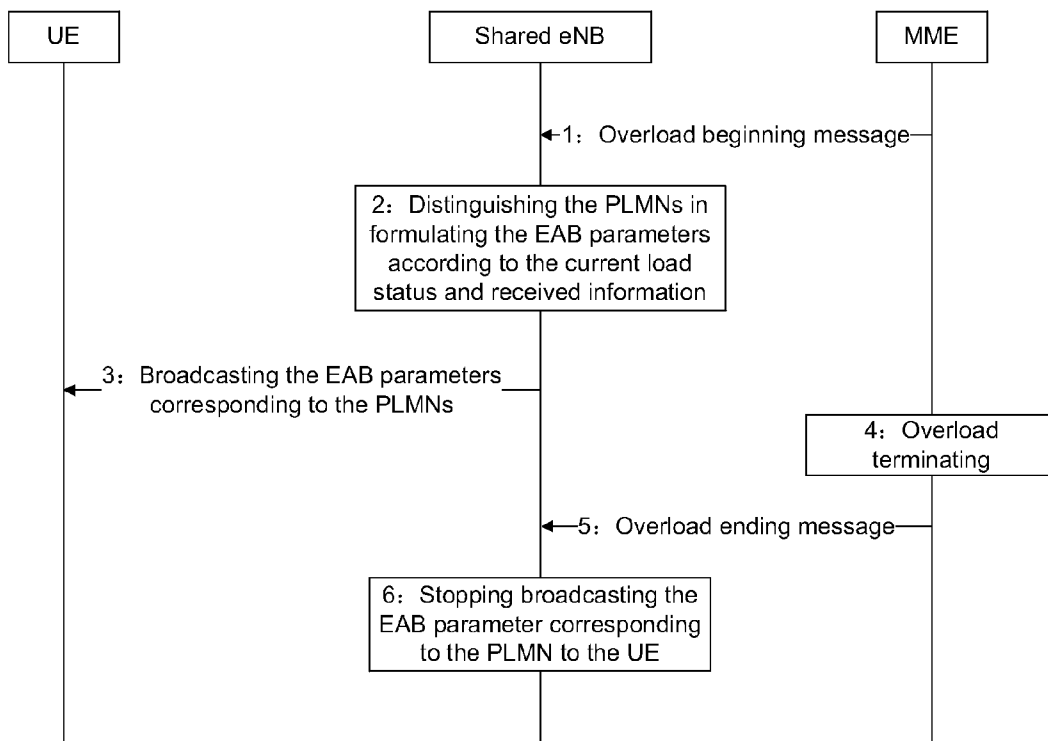 UE
Shared eNB
MME
1：Overload beginning message
2：Distinguishing the PLMNs in
formulating the EAB parameters
according to the current load
status and received information
3：Broadcasting the EAB parameters
corresponding to the PLMNs
4：Overload
terminating
5：Overload ending message
6：Stopping broadcasting the
EAB parameter corresponding
to the PLMN to the UE